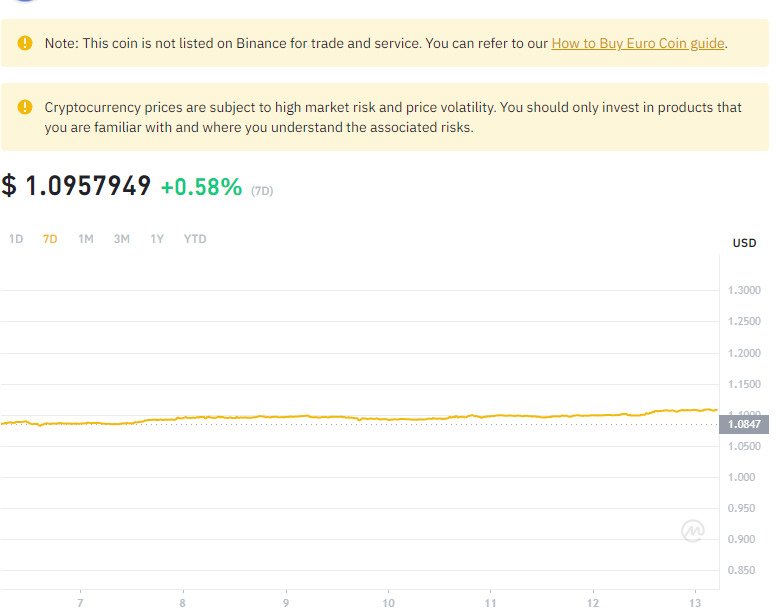 Note: This coin is not listed on Binance for trade and service. You can refer to our How to Buy Euro Coin guide.
Cryptocurrency prices are subject to high market risk and price volatility. You should only invest in products that
you are familiar with and where you understand the associated risks.
$ 1.0957949 +0.58% (7D)
1D 7D 1M 3M 1Y YTD
USD
1.3000
1.2500
1.2000
1.1500
1.0847
1.0500
1.000
0.950
0.900
0.850
7 8 9 10 11 12 13